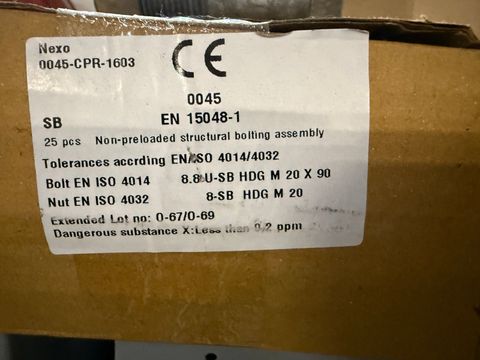 Nexo
0045-CPR-1603
CE
0045
SB EN 15048-1
25 pcs Non-preloaded structural bolting assembly
Tolerances accrding EN/ISO 4014/4032
Bolt EN ISO 4014 8.8U-SB HDG M 20 X 90
Nut EN ISO 4032 8-SB HDG M 20
Extended Lot no: 0-67/0-69
Dangerous substance X:Less than 0,2 ppm